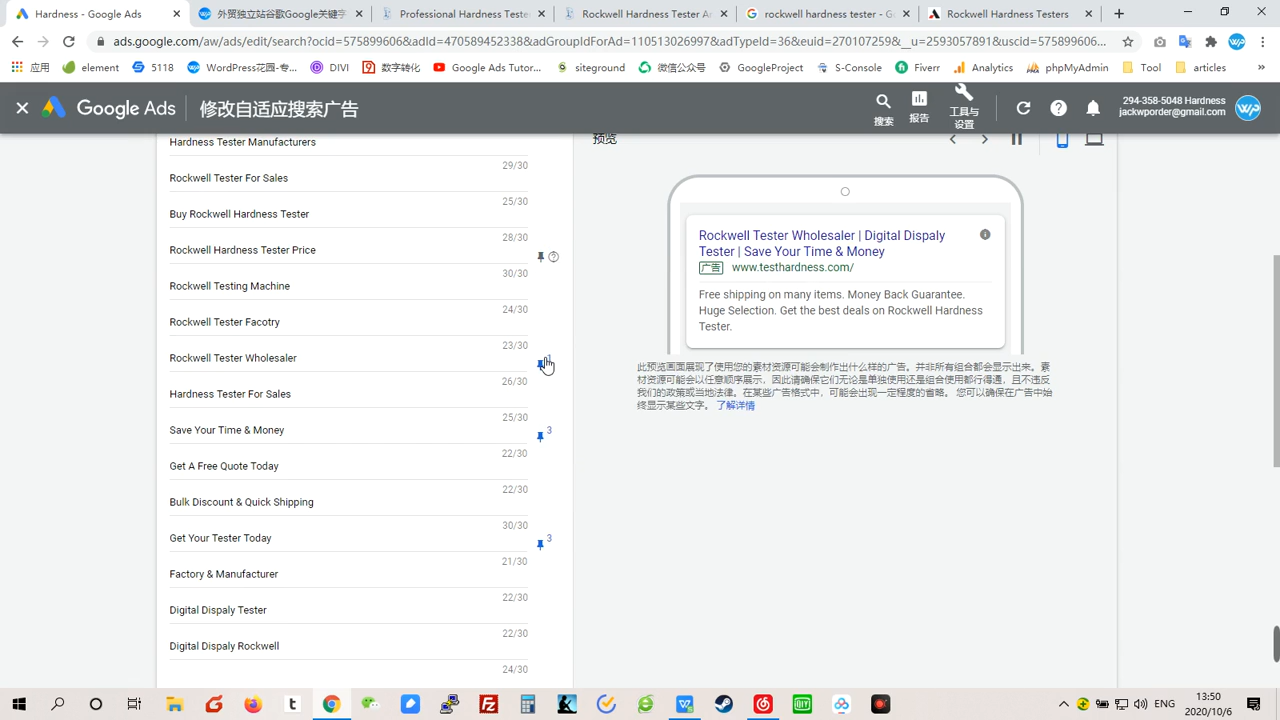 Hardness - Google Ads
外贸独立站谷歌Google关键字
Professional Hardness Teste
Rockwell Hardness Tester A
rockwell hardness tester - G
Rockwell Hardness Testers
ads.google.com/aw/ads/edit/search?ocid=575899606&adId=470589452338&adGroupIdForAd=110513026997&adTypeId=36&euid=270107259&__u=2593057891&uscid=575899606...
应用
element
5118
WordPress花园-专...
DIVI
数字转化
Google Ads Tutor...
siteground
微信公众号
GoogleProject
S-Console
Fiverr
Analytics
phpMyAdmin
Tool
articles
»
Google Ads
修改自适应搜索广告
搜索
报告
工具与
设置
294-358-5048 Hardness
jackwporder@gmail.com
Hardness Tester Manufacturers
29/30
Rockwell Tester For Sales
25/30
Buy Rockwell Hardness Tester
28/30
Rockwell Hardness Tester Price
30/30
Rockwell Testing Machine
24/30
Rockwell Tester Facotry
23/30
Rockwell Tester Wholesaler
1
26/30
Hardness Tester For Sales
25/30
Save Your Time & Money
3
22/30
Get A Free Quote Today
22/30
Bulk Discount & Quick Shipping
30/30
Get Your Tester Today
3
21/30
Factory & Manufacturer
22/30
Digital Dispaly Tester
22/30
Digital Dispaly Rockwell
24/30
预览
Rockwell Tester Wholesaler | Digital Dispaly
Tester | Save Your Time & Money
广告 www.testhardness.com/
Free shipping on many items. Money Back Guarantee.
Huge Selection. Get the best deals on Rockwell Hardness
Tester.
此预览画面展现了使用您的素材资源可能会制作出什么样的广告。并非所有组合都会显示出来。素
材资源可能会以任意顺序展示，因此请确保它们无论是单独使用还是组合使用都行得通，且不违反
我们的政策或当地法律。在某些广告格式中，可能会出现一定程度的省略。 您可以确保在广告中始
终显示某些文字。 了解详情
ENG
13:50
2020/10/6